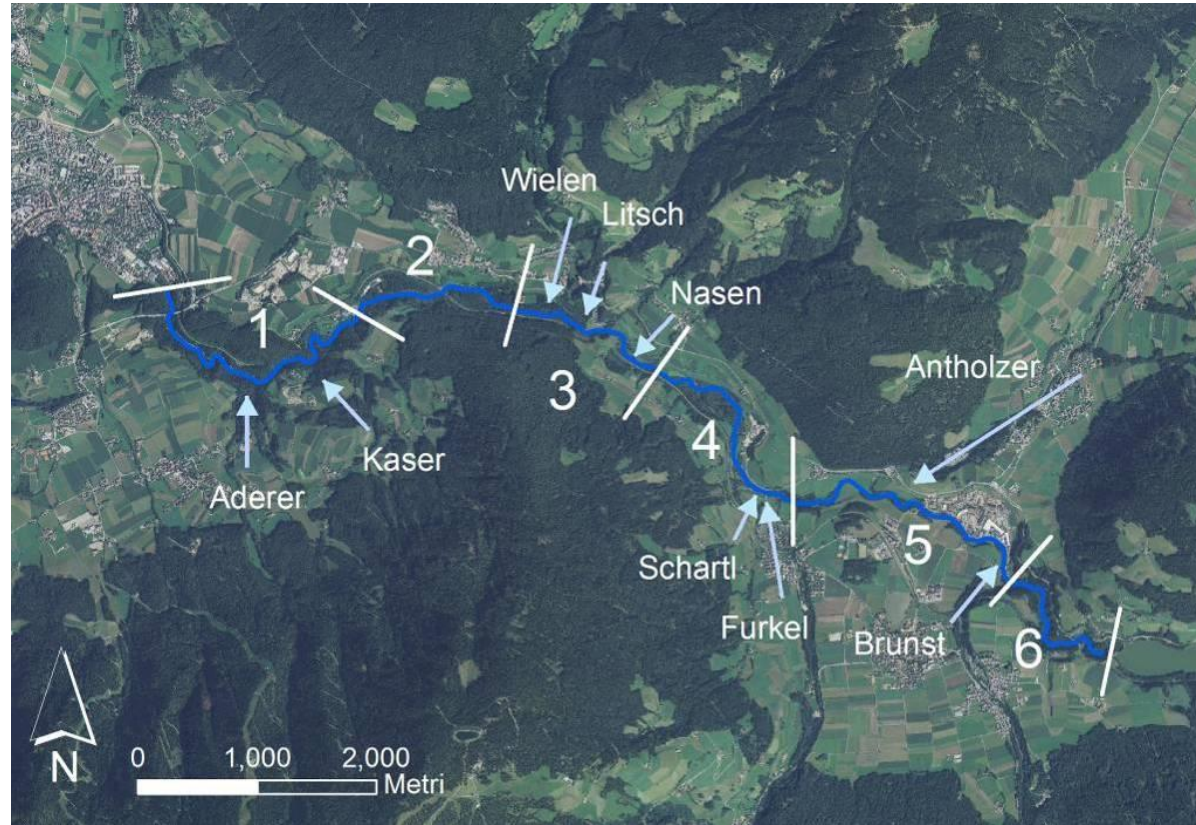 Wielen
Litsch
2
Nasen
1
Antholzer
3
4
Kaser
Aderer
5
Schartl
Furkel
Brunst
6
N
0 1,000 2,000
Metri